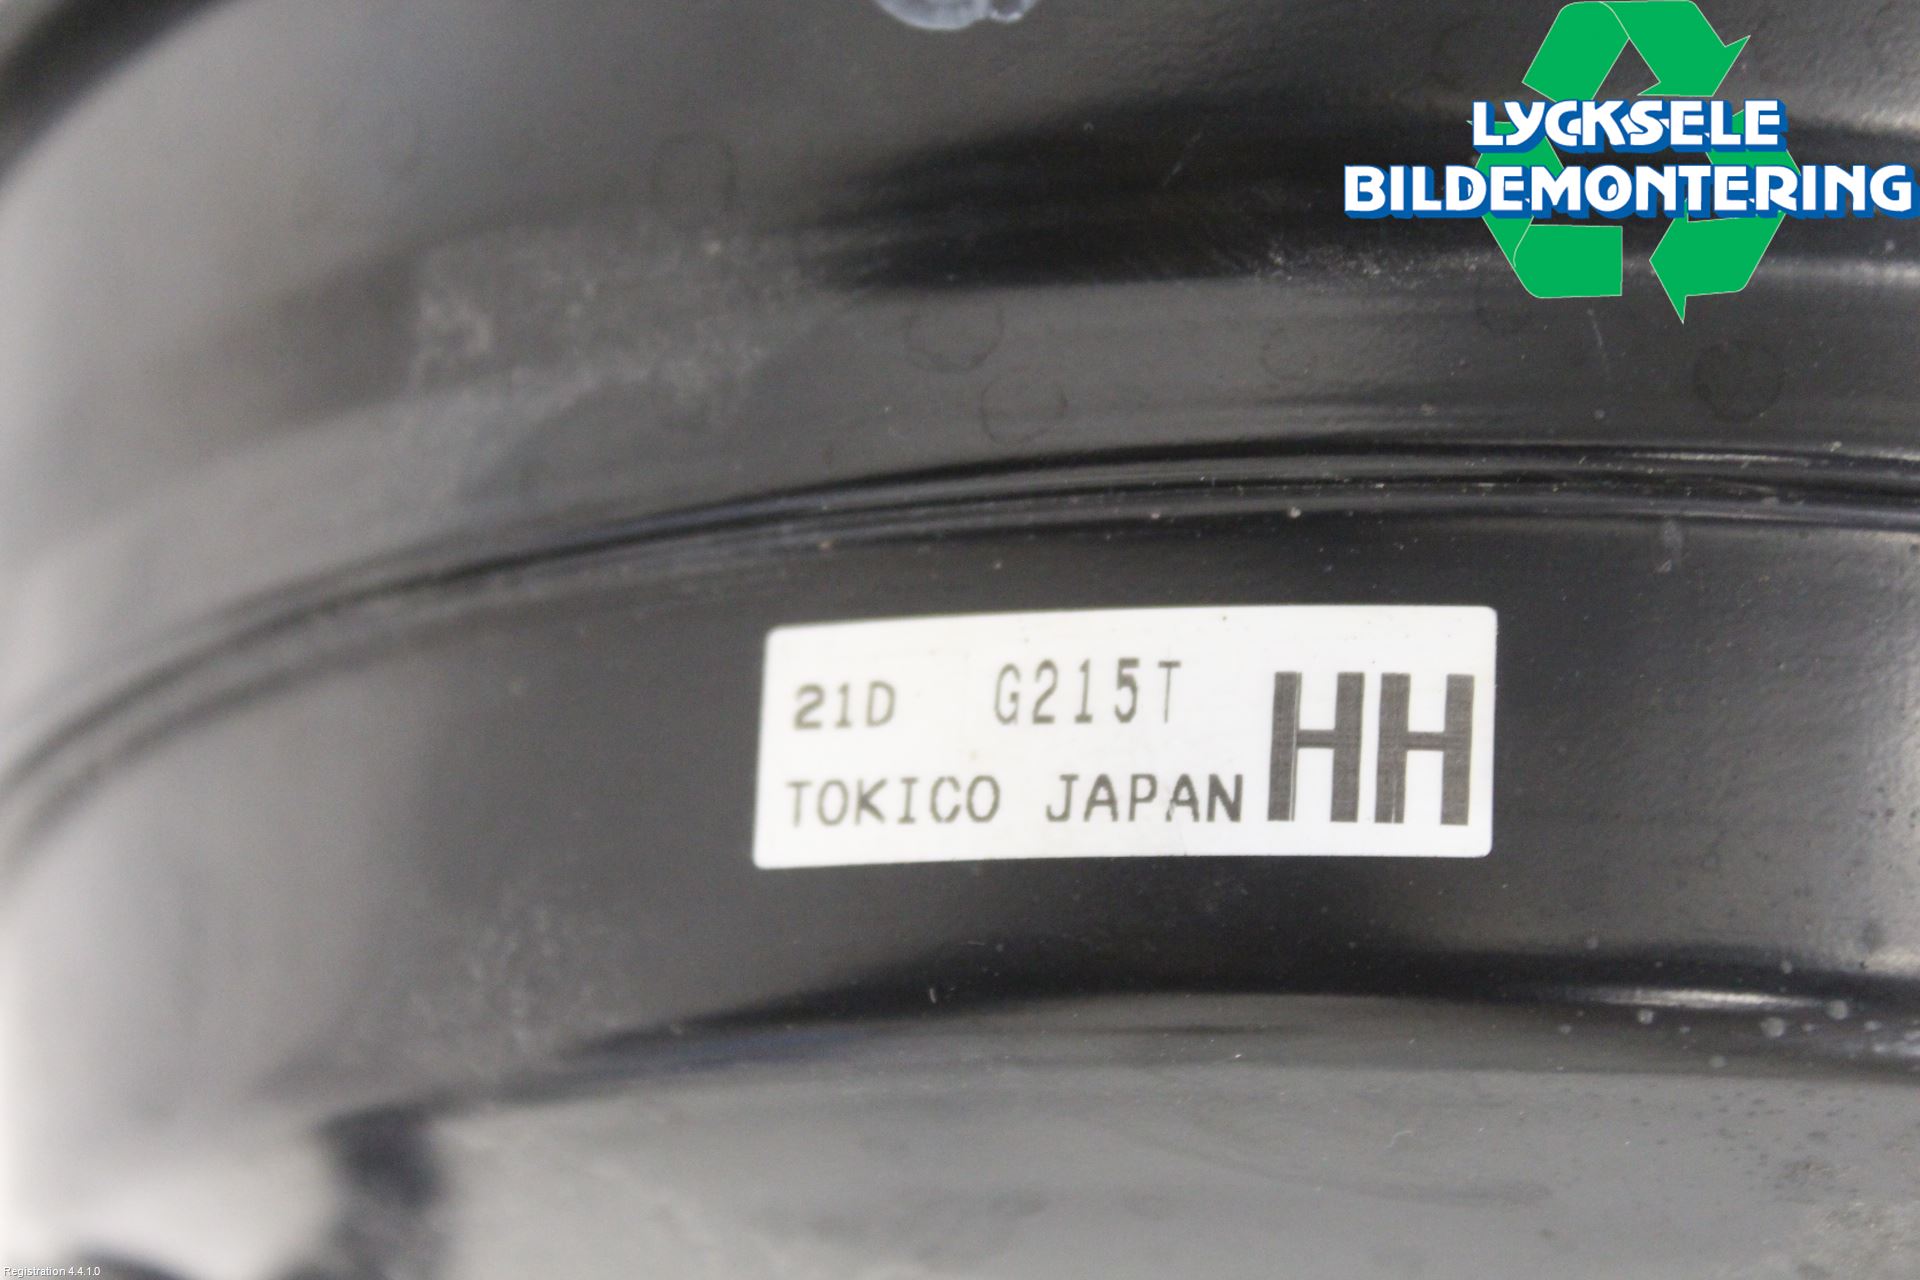 LYCKSELE
BILDEMONTERING
21D G215T HH
TOKICO JAPAN
Registration 4.4.1.0